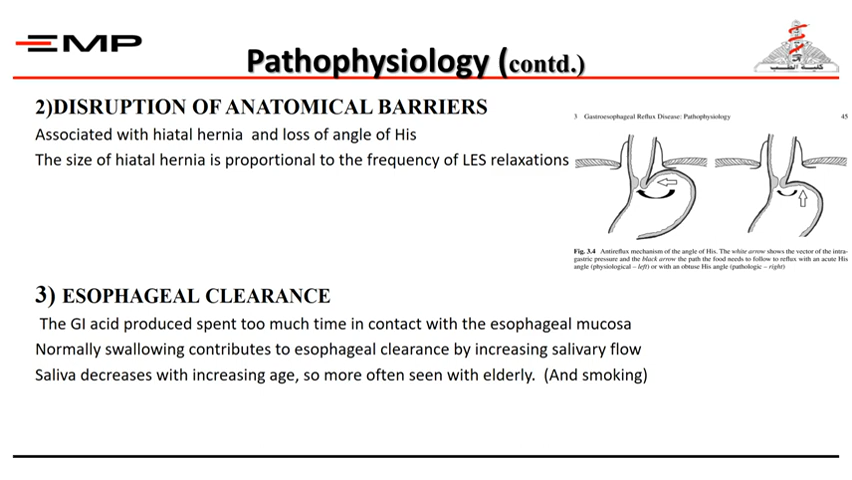 EMP
Pathophysiology (contd.)
كلية الطب
2)DISRUPTION OF ANATOMICAL BARRIERS
Associated with hiatal hernia and loss of angle of His
The size of hiatal hernia is proportional to the frequency of LES relaxations
3 Gastroesophageal Reflux Disease: Pathophysiology 45
Fig. 3.4 Antireflux mechanism of the angle of His. The white arrow shows the vector of the intra-
gastric pressure and the black arrow the path the food needs to follow to reflux with an acute His
angle (physiological – left) or with an obtuse His angle (pathologic – right)
3) ESOPHAGEAL CLEARANCE
The GI acid produced spent too much time in contact with the esophageal mucosa
Normally swallowing contributes to esophageal clearance by increasing salivary flow
Saliva decreases with increasing age, so more often seen with elderly. (And smoking)